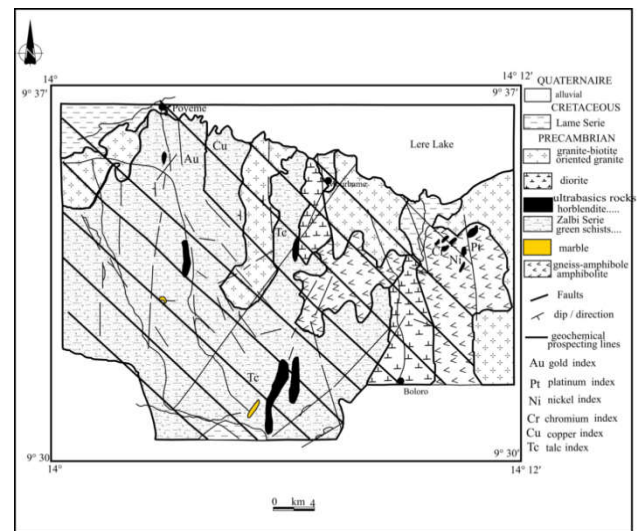 N
14°
14° 12'
9° 37'
9° 37'
Poyeme
Lere Lake
Cu
Au
Tc
Pt
Ni
Tc
Boloro
9° 30'
9° 30'
14°
14° 12'
0 km 4
QUATERNAIRE
alluvial
CRETACEOUS
Lame Serie
PRECAMBRIAN
granite-biotite
oriented granite
diorite
ultrabasics rocks
horblendite.....
Zalbi Serie
green schists....
marble
gneiss-amphibole
amphibolite
Faults
dip / direction
geochemical
prospecting lines
Au gold index
Pt platinum index
Ni nickel index
Cr chromium index
Cu copper index
Tc talc index